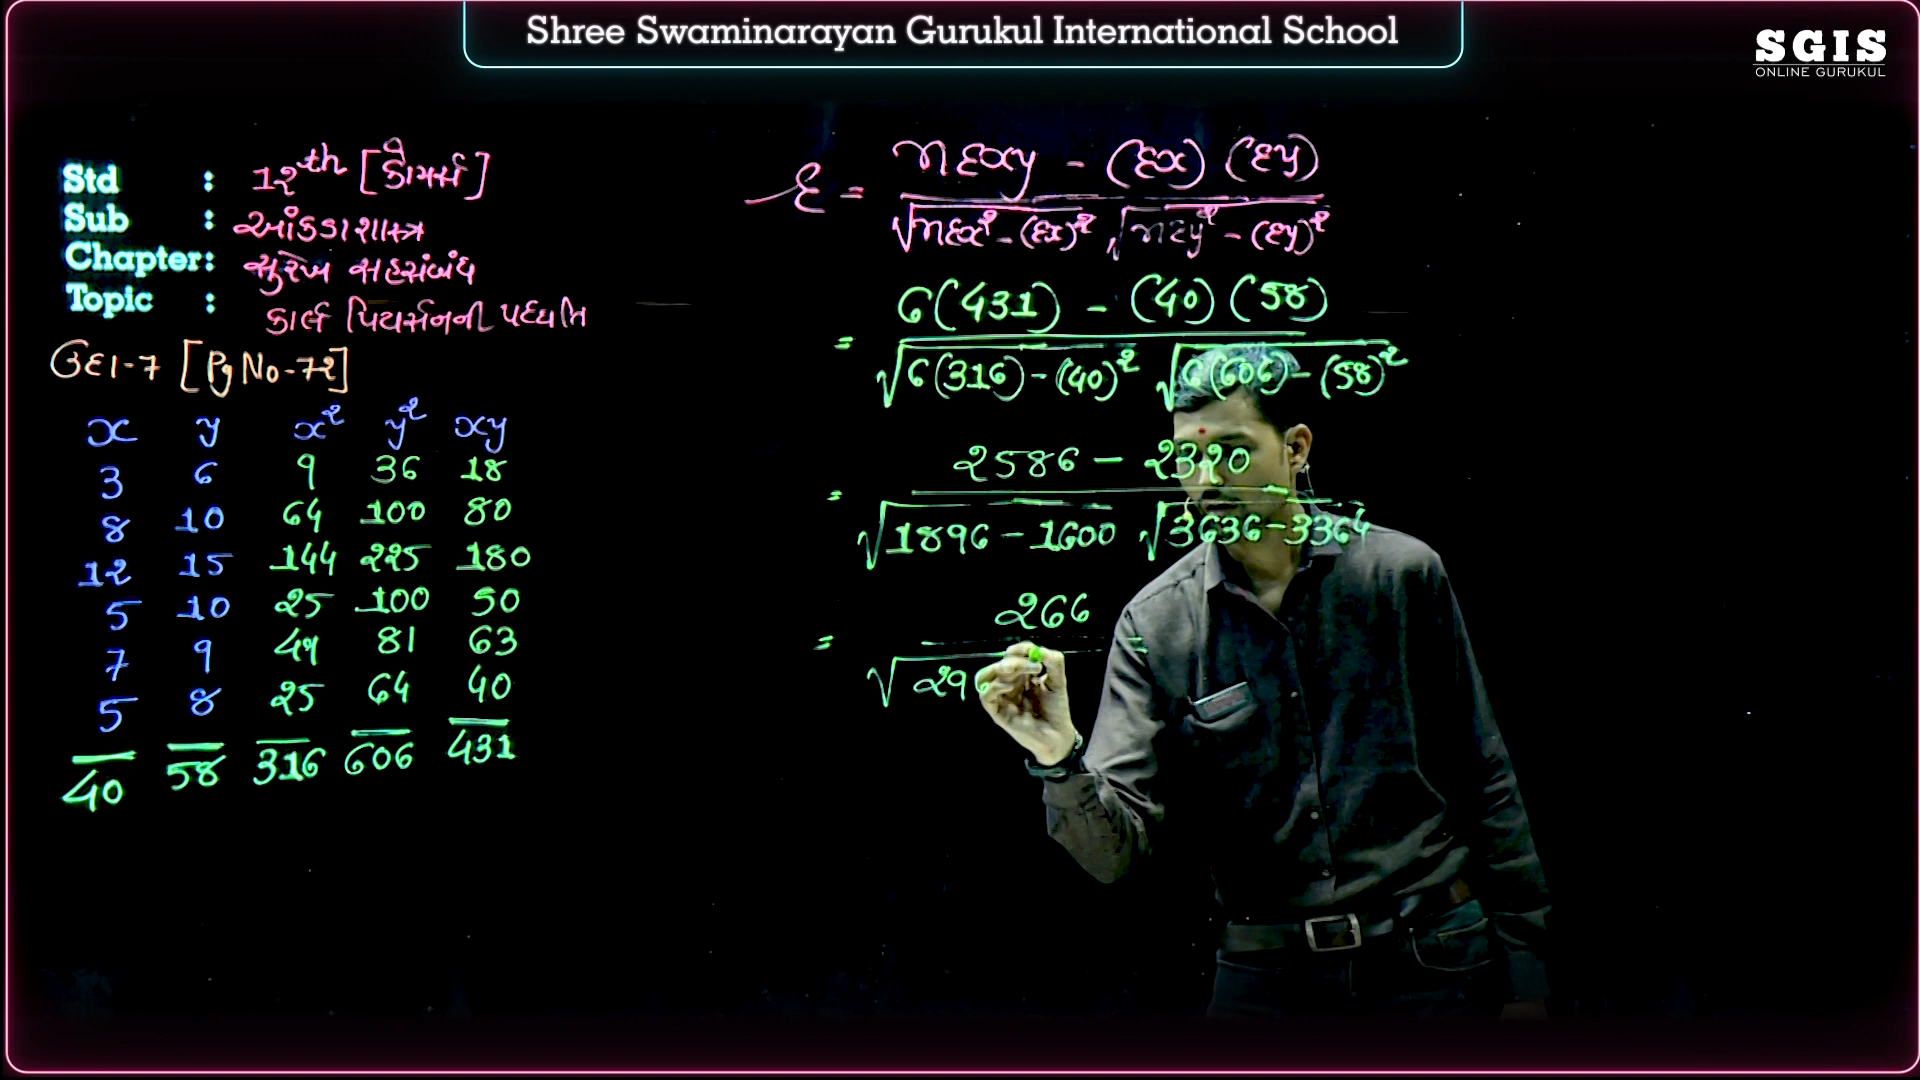 Shree Swaminarayan Gurukul International School
SGIS
ONLINE GURUKUL
Std : 12th [કોમર્સ]
Sub : આંકડાશાસ્ત્ર
Chapter: સુરેખ સહસંબંધ
Topic : કાર્લ પિયર્સનની પદ્ધતિ
ઉદા-7 [Pg No-72]
x y x² y² xy
3 6 9 36 18
8 10 64 100 80
12 15 144 225 180
5 10 25 100 50
7 9 49 81 63
5 8 25 64 40
40 58 316 606 431
r = nΣxy - (Σx) (Σy)
√nΣx² - (Σx)² √nΣy² - (Σy)²
= 6(431) - (40) (58)
√6(316) - (40)² √6(606) - (58)²
= 2586 - 2320
√1896 - 1600 √3636 - 3364
= 266 =
√296